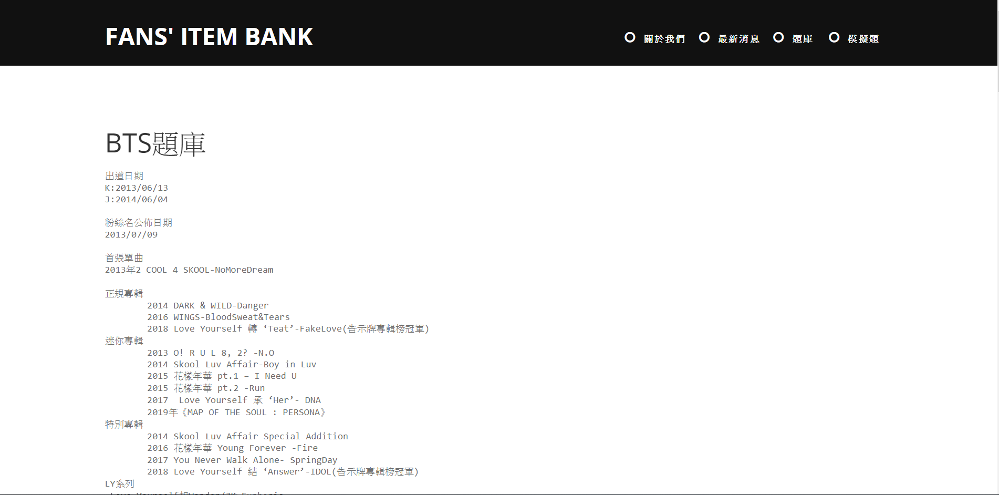 FANS' ITEM BANK
關於我們
最新消息
題庫
模擬題
BTS題庫
出道日期
K:2013/06/13
J:2014/06/04
粉絲名公佈日期
2013/07/09
首張單曲
2013年2 COOL 4 SKOOL-NoMoreDream
正規專輯
2014 DARK & WILD-Danger
2016 WINGS-BloodSweat&Tears
2018 Love Yourself 轉 ‘Teat’-FakeLove(告示牌專輯榜冠軍)
迷你專輯
2013 O! R U L 8, 2? -N.O
2014 Skool Luv Affair-Boy in Luv
2015 花樣年華 pt.1 – I Need U
2015 花樣年華 pt.2 -Run
2017  Love Yourself 承 ‘Her’- DNA
2019年《MAP OF THE SOUL : PERSONA》
特別專輯
2014 Skool Luv Affair Special Addition
2016 花樣年華 Young Forever -Fire
2017 You Never Walk Alone- SpringDay
2018 Love Yourself 結 ‘Answer’-IDOL(告示牌專輯榜冠軍)
LY系列